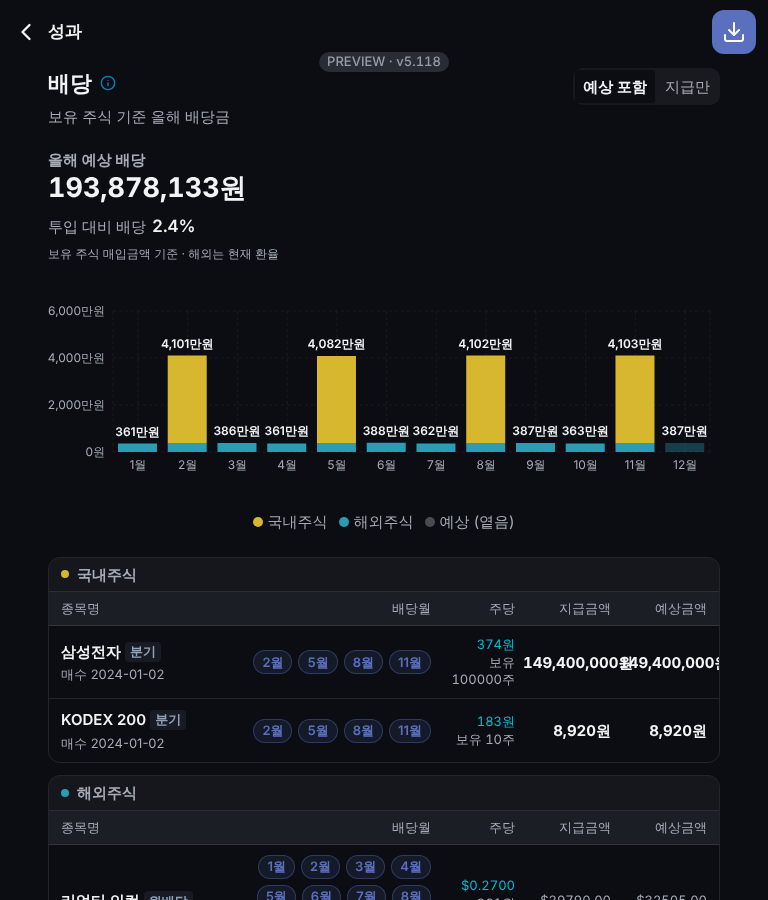 성과
PREVIEW · v5.118
배당
예상 포함 지급만
보유 주식 기준 올해 배당금
올해 예상 배당
193,878,133원
투입 대비 배당 2.4%
보유 주식 매입금액 기준 · 해외는 현재 환율
6,000만원
4,000만원
2,000만원
0원
361만원 4,101만원 386만원 361만원 4,082만원 388만원 362만원 4,102만원 387만원 363만원 4,103만원 387만원
1월 2월 3월 4월 5월 6월 7월 8월 9월 10월 11월 12월
국내주식 해외주식 예상 (옅음)
국내주식
종목명 배당월 주당 지급금액 예상금액
삼성전자 분기
매수 2024-01-02
2월 5월 8월 11월
374원
보유
100000주
149,400,000원
149,400,000원
KODEX 200 분기
매수 2024-01-02
2월 5월 8월 11월
183원
보유 10주
8,920원 8,920원
해외주식
종목명 배당월 주당 지급금액 예상금액
1월 2월 3월 4월
5월 6월 7월 8월
$0.2700